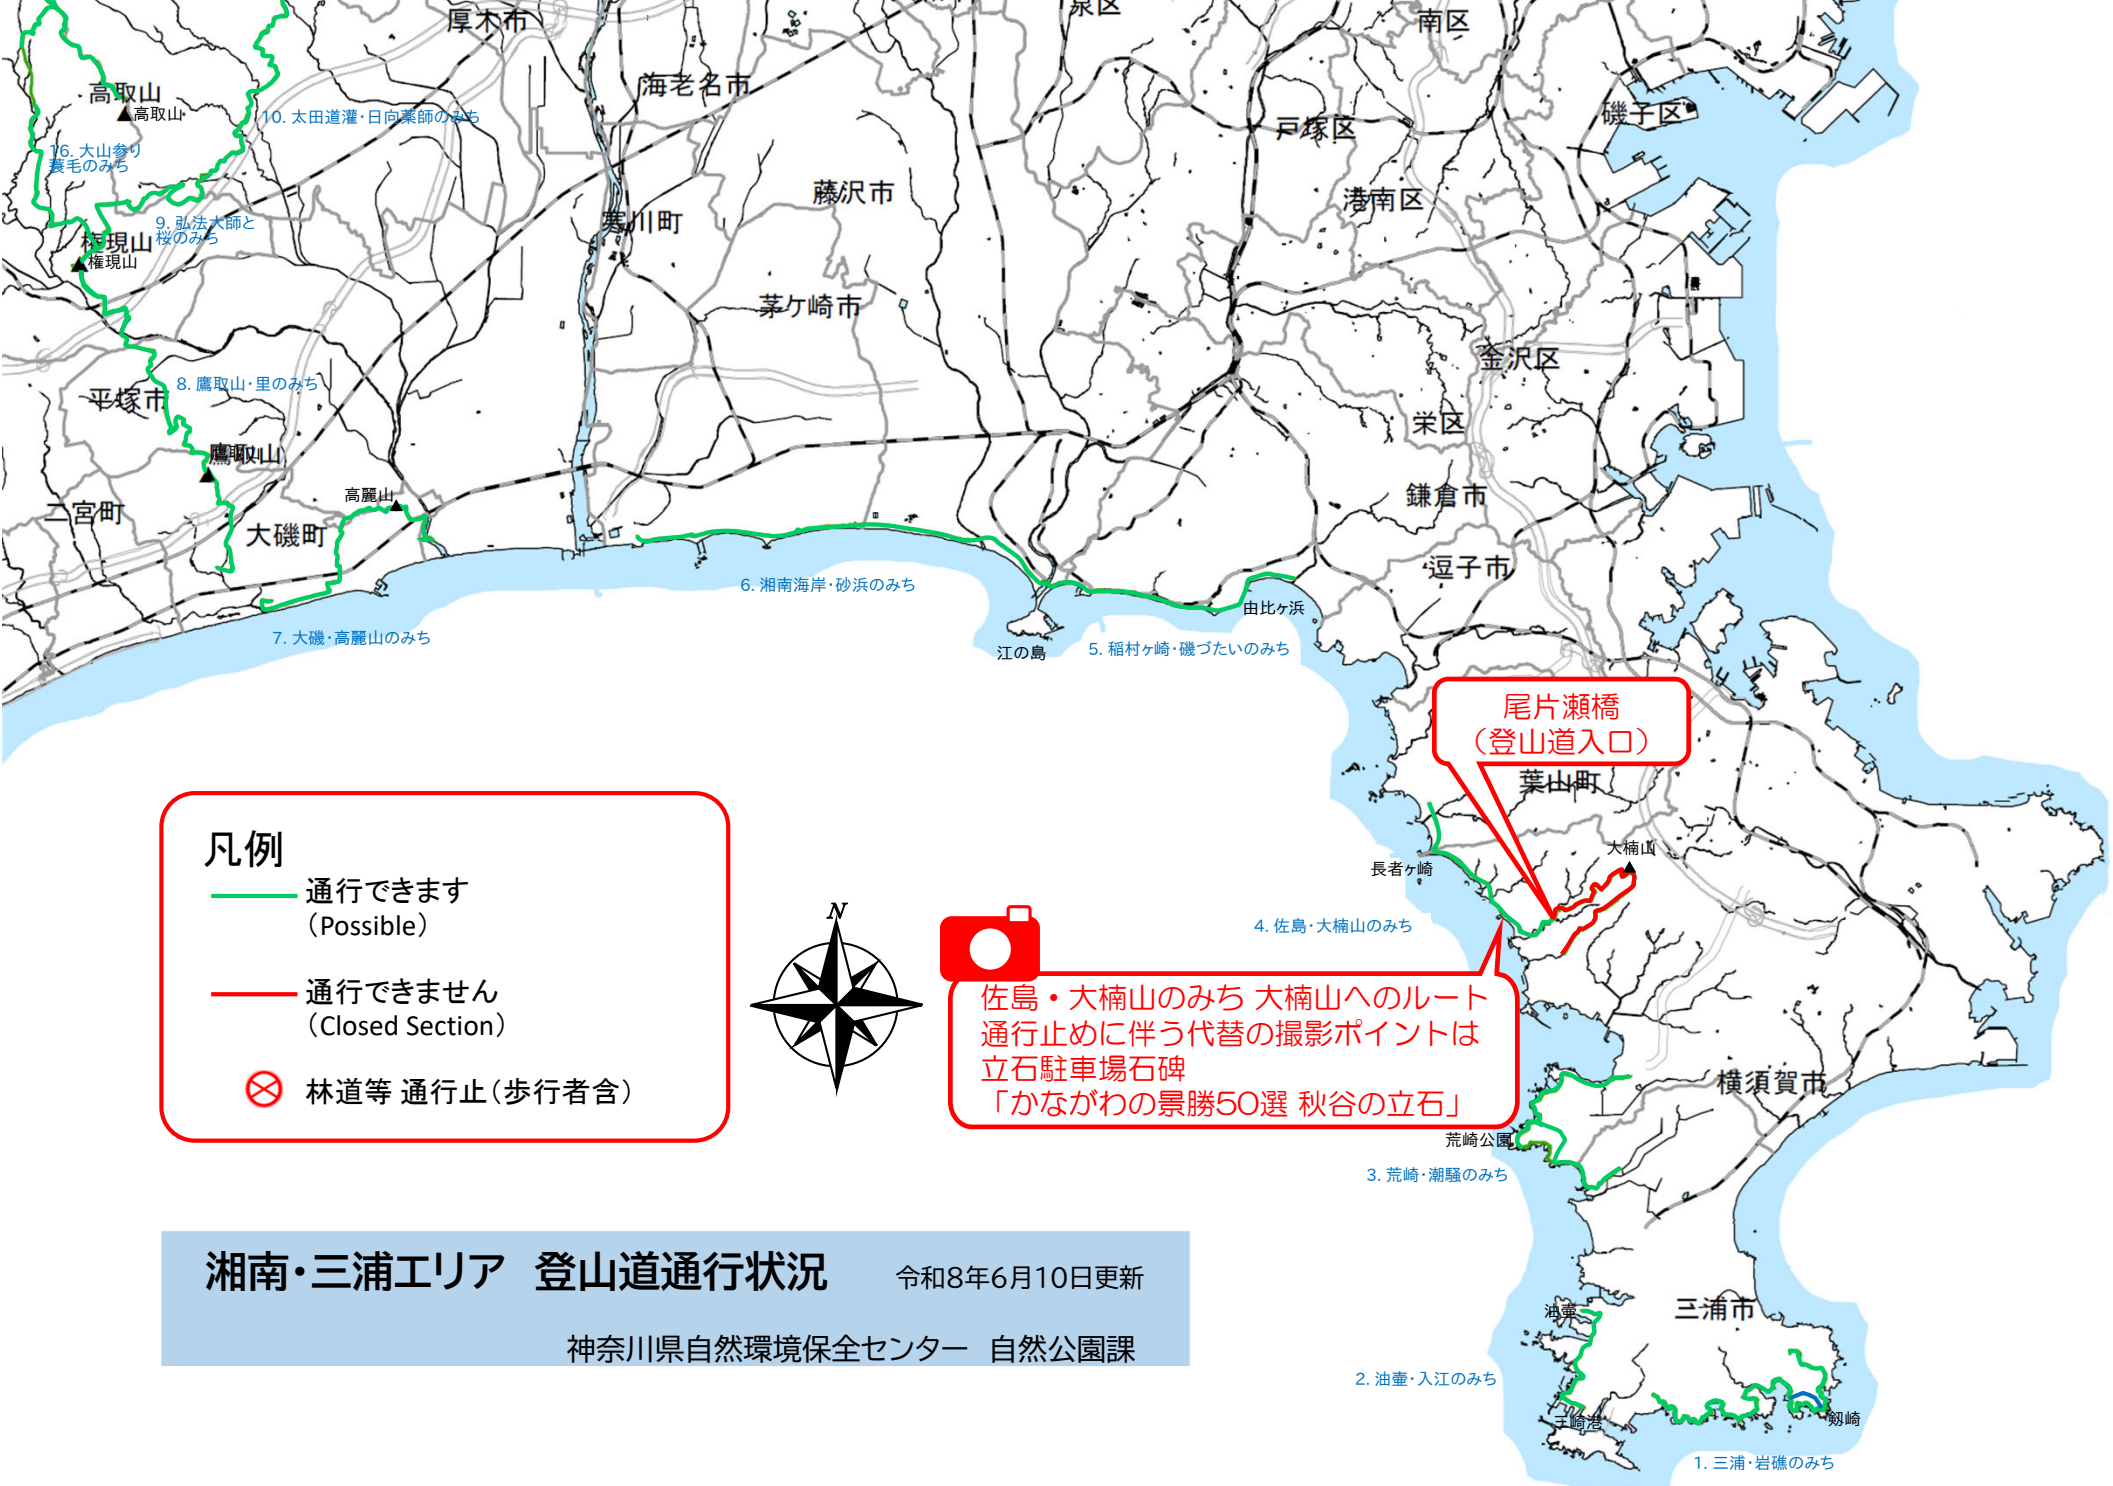 厚木市
泉区
南区
海老名市
高取山
高取山
10. 太田道灌・日向薬師のみち
戸塚区
磯子区
16. 大山参り
蓑毛のみち
藤沢市
港南区
9. 弘法大師と
桜のみち
寒川町
権現山
権現山
茅ケ崎市
金沢区
8. 鷹取山・里のみち
平塚市
栄区
鷹取山
高麗山
鎌倉市
二宮町
大磯町
逗子市
6. 湘南海岸・砂浜のみち
由比ヶ浜
7. 大磯・高麗山のみち
江の島
5. 稲村ヶ崎・磯づたいのみち
尾片瀬橋
（登山道入口）
葉山町
大楠山
長者ヶ崎
4. 佐島・大楠山のみち
凡例
通行できます
（Possible）
通行できません
（Closed Section）
林道等 通行止（歩行者含）
N
佐島・大楠山のみち 大楠山へのルート
通行止めに伴う代替の撮影ポイントは
立石駐車場石碑
「かながわの景勝50選 秋谷の立石」
横須賀市
荒崎公園
3. 荒崎・潮騒のみち
湘南・三浦エリア 登山道通行状況 令和8年6月10日更新
神奈川県自然環境保全センター 自然公園課
油壷
三浦市
2. 油壷・入江のみち
三崎港
剱崎
1. 三浦・岩礁のみち